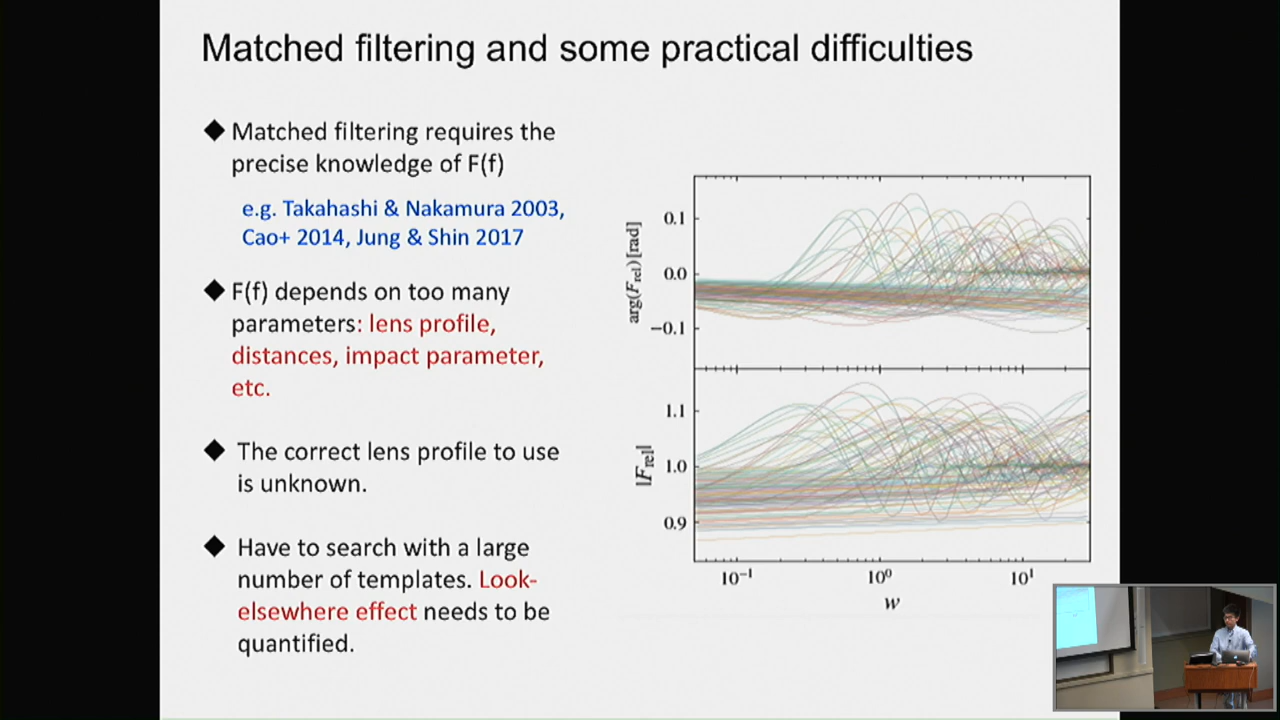 Matched filtering and some practical difficulties
◆ Matched filtering requires the
precise knowledge of F(f)
e.g. Takahashi & Nakamura 2003,
Cao+ 2014, Jung & Shin 2017
◆ F(f) depends on too many
parameters: lens profile,
distances, impact parameter,
etc.
◆ The correct lens profile to use
is unknown.
◆ Have to search with a large
number of templates. Look-
elsewhere effect needs to be
quantified.
arg(F_rel) [rad]
0.1
0.0
−0.1
|F_rel|
1.1
1.0
0.9
10⁻¹ 10⁰ 10¹
w